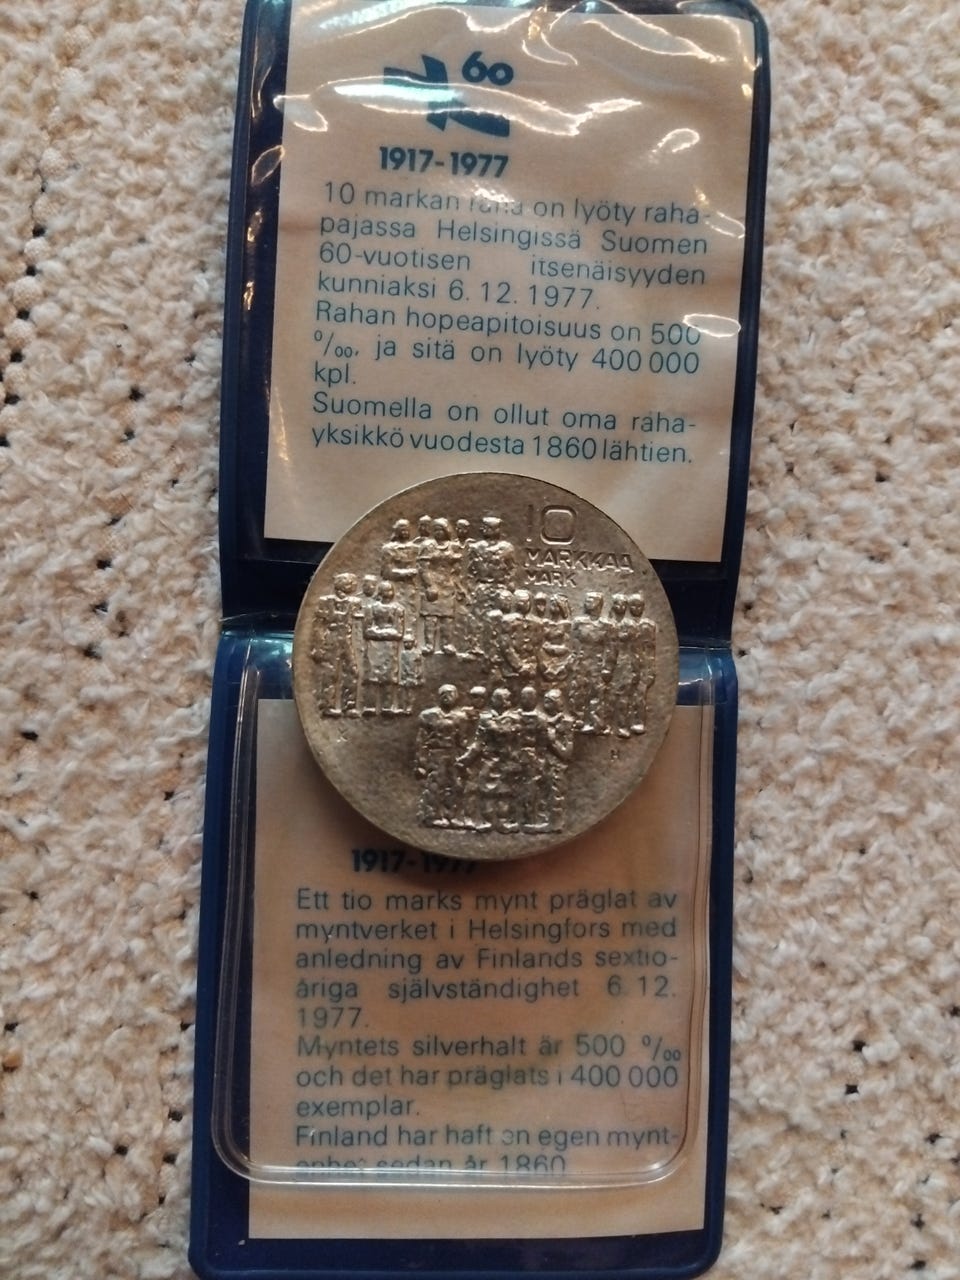 60
1917-1977
10 markan raha on lyöty raha-
pajassa Helsingissä Suomen
60-vuotisen itsenäisyyden
kunniaksi 6. 12. 1977.
Rahan hopeapitoisuus on 500
‰, ja sitä on lyöty 400 000
kpl.
Suomella on ollut oma raha-
yksikkö vuodesta 1860 lähtien.
10
MARKKAA
MARK
K
H
1917-1977
Ett tio marks mynt präglat av
myntverket i Helsingfors med
anledning av Finlands sextio-
åriga självständighet 6. 12.
1977.
Myntets silverhalt är 500 ‰
och det har präglats i 400 000
exemplar.
Finland har haft en egen mynt-
enhet sedan år 1860